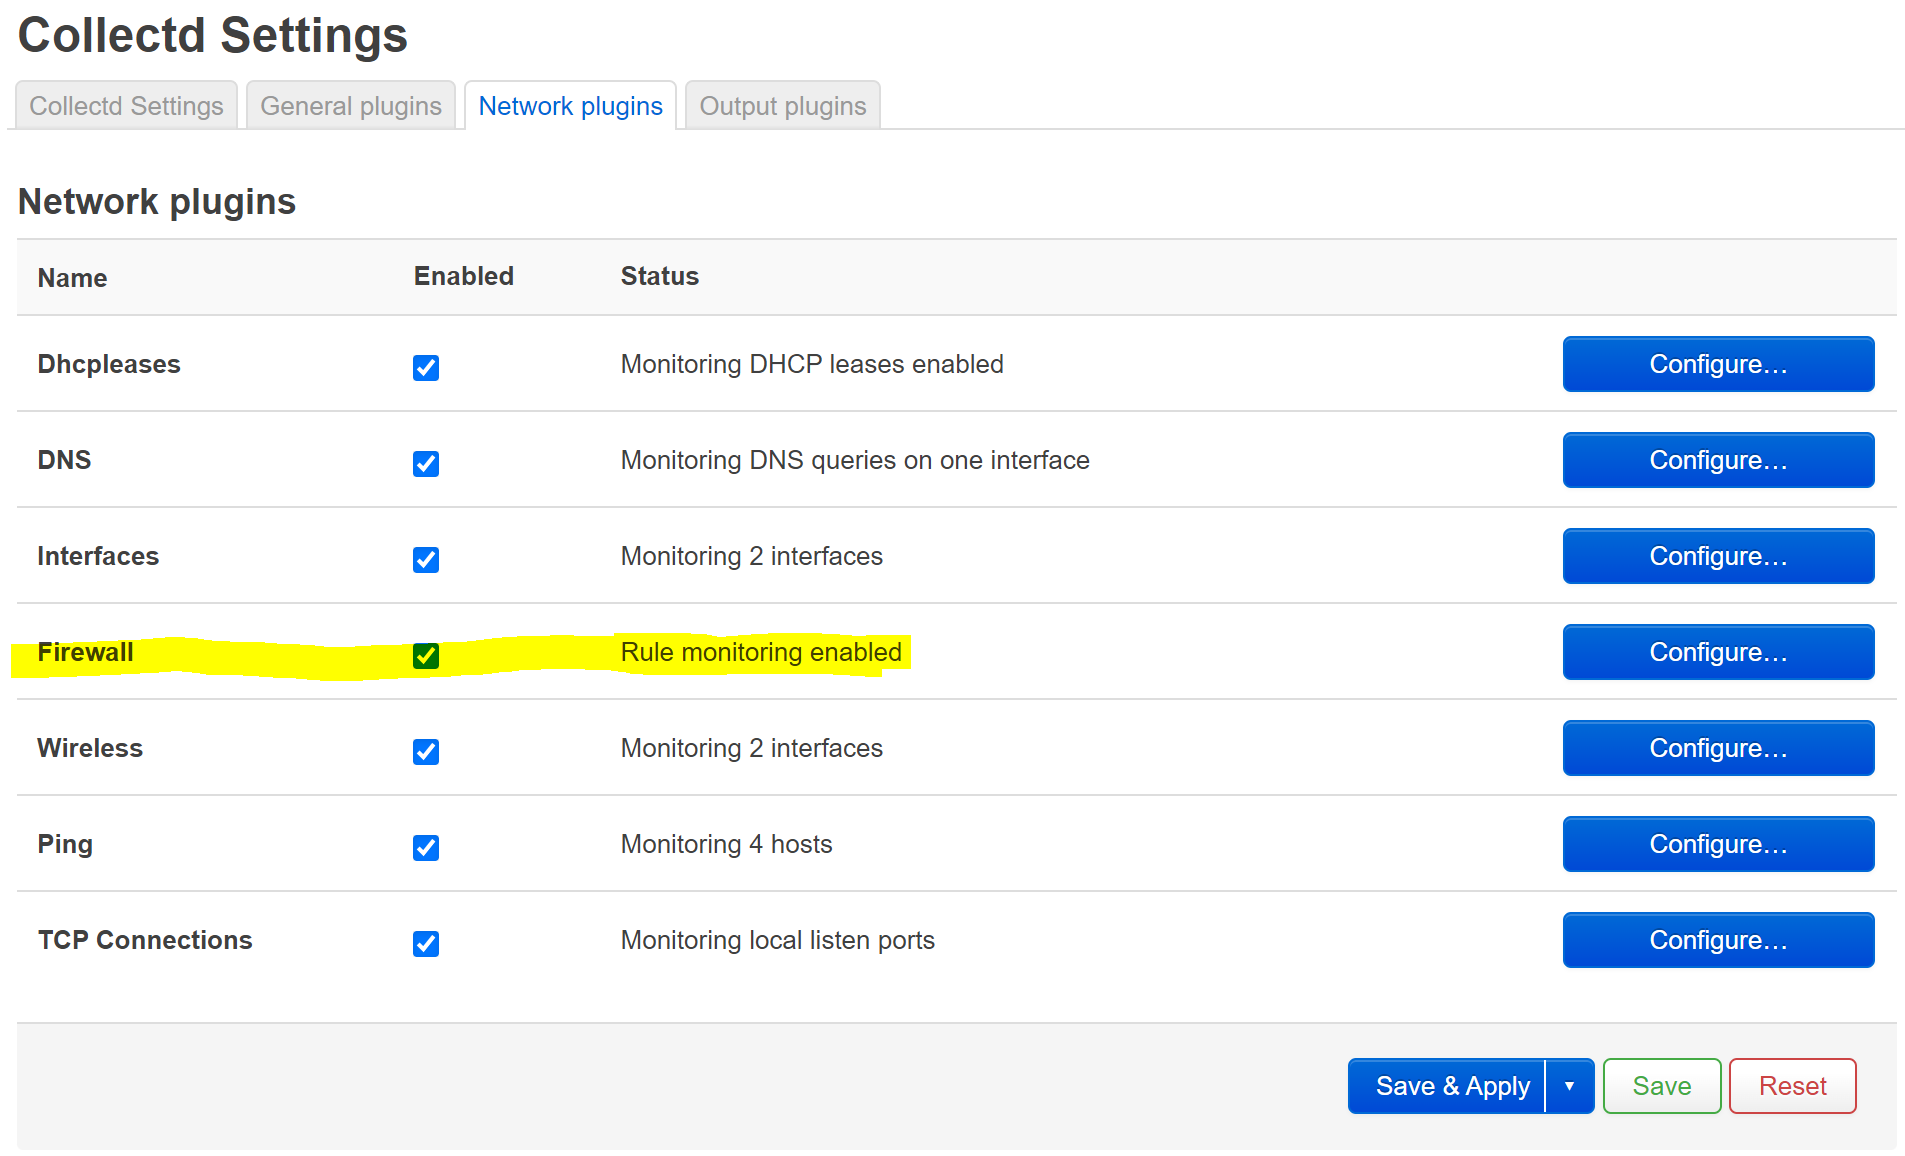 Collectd Settings
Collectd Settings General plugins Network plugins Output plugins
Network plugins
Name Enabled Status
Dhcpleases Monitoring DHCP leases enabled Configure…
DNS Monitoring DNS queries on one interface Configure…
Interfaces Monitoring 2 interfaces Configure…
Firewall Rule monitoring enabled Configure…
Wireless Monitoring 2 interfaces Configure…
Ping Monitoring 4 hosts Configure…
TCP Connections Monitoring local listen ports Configure…
Save & Apply Save Reset